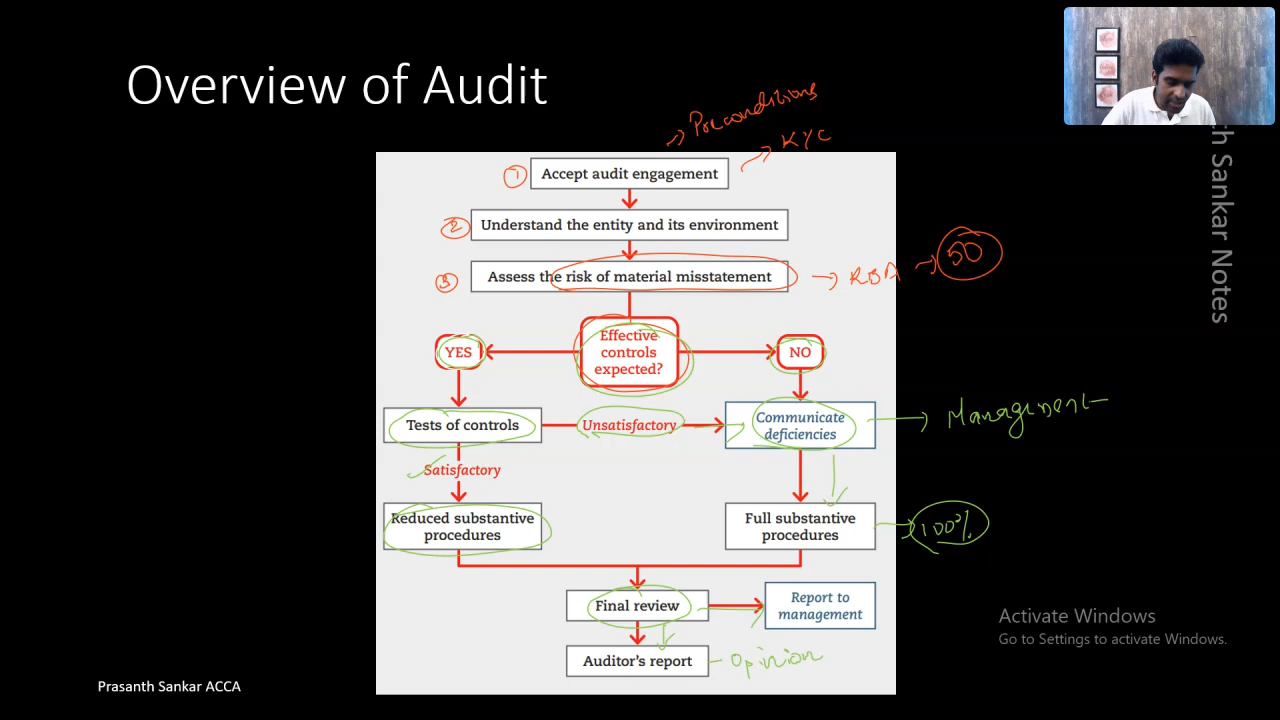 Overview of Audit
Preconditions
KYC
1 Accept audit engagement
2 Understand the entity and its environment
3 Assess the risk of material misstatement
RBA
50
Effective
controls
expected?
YES
NO
Tests of controls
Unsatisfactory
Communicate
deficiencies
Management
Satisfactory
Reduced substantive
procedures
Full substantive
procedures
100%
Final review
Report to
management
Auditor's report
Opinion
h Sankar Notes
Activate Windows
Go to Settings to activate Windows.
Prasanth Sankar ACCA